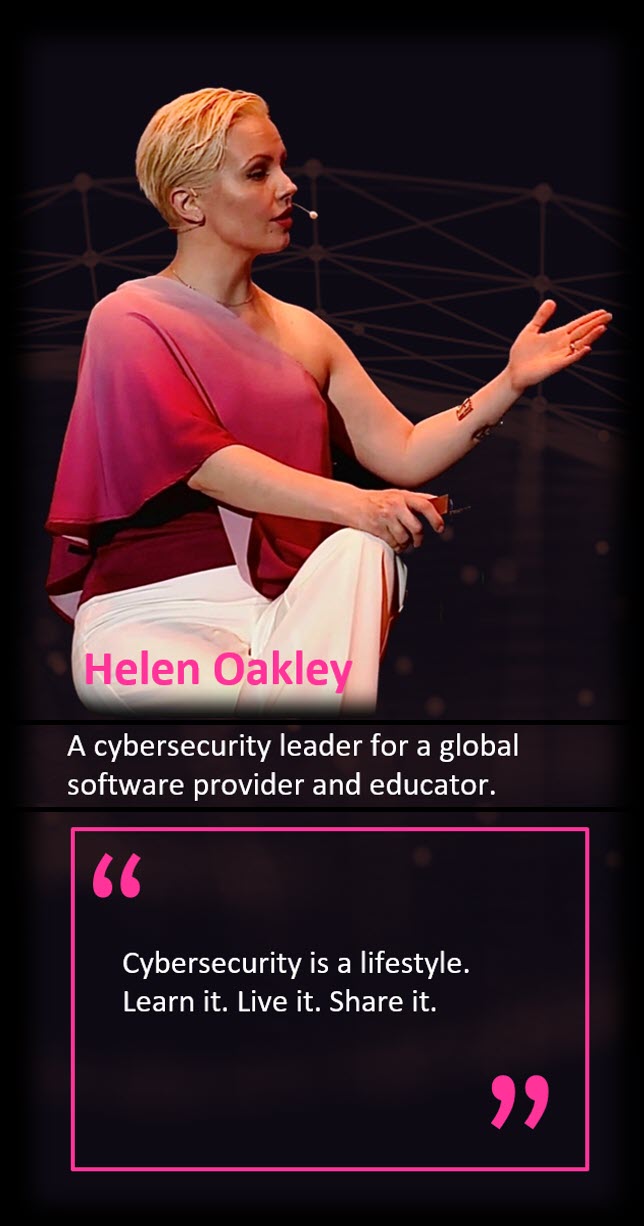 Helen Oakley
A cybersecurity leader for a global
software provider and educator.
“
Cybersecurity is a lifestyle.
Learn it. Live it. Share it.
”